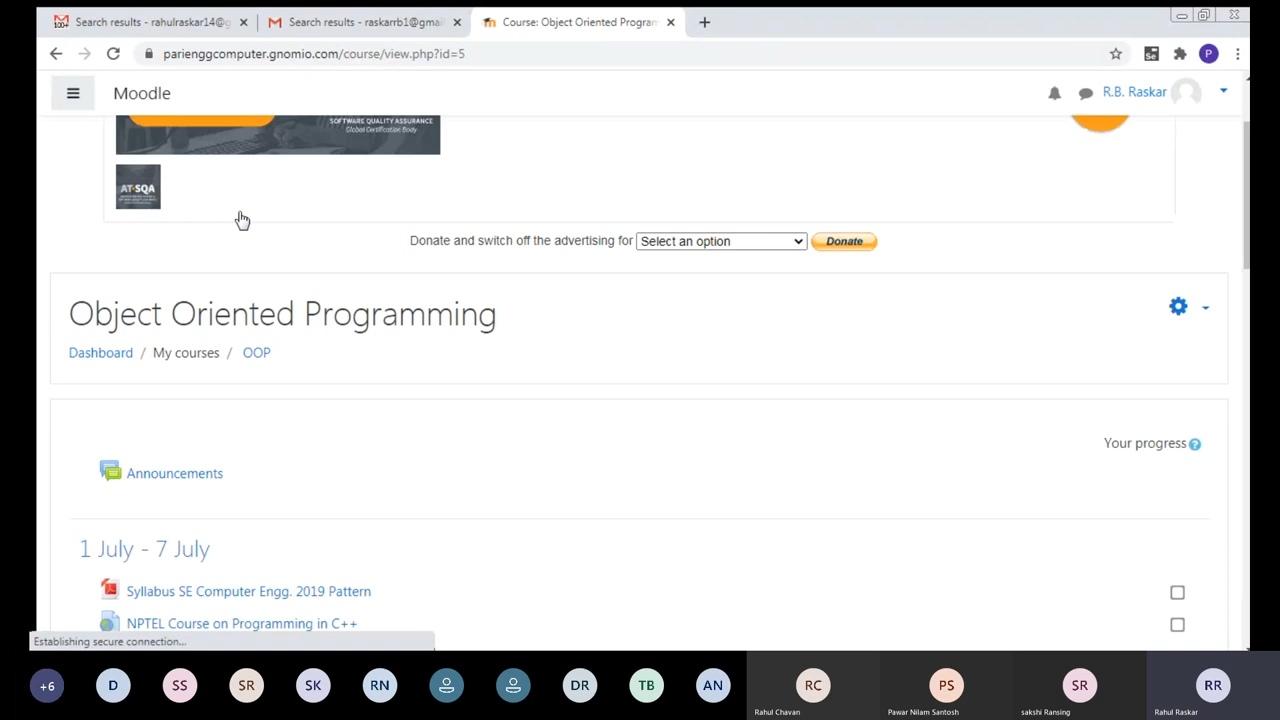 100+
Search results - rahulraskar14@g
Search results - raskarrb1@gmail
Course: Object Oriented Program
parienggcomputer.gnomio.com/course/view.php?id=5
Se
P
Moodle
R.B. Raskar
SOFTWARE QUALITY ASSURANCE
Global Certification Body
AT*SQA
Donate and switch off the advertising for Select an option Donate
Object Oriented Programming
Dashboard / My courses / OOP
Your progress
Announcements
1 July - 7 July
Syllabus SE Computer Engg. 2019 Pattern
NPTEL Course on Programming in C++
Establishing secure connection...
+6 D SS SR SK RN DR TB AN RC PS SR RR
Rahul Chavan Pawar Nilam Santosh sakshi Ransing Rahul Raskar